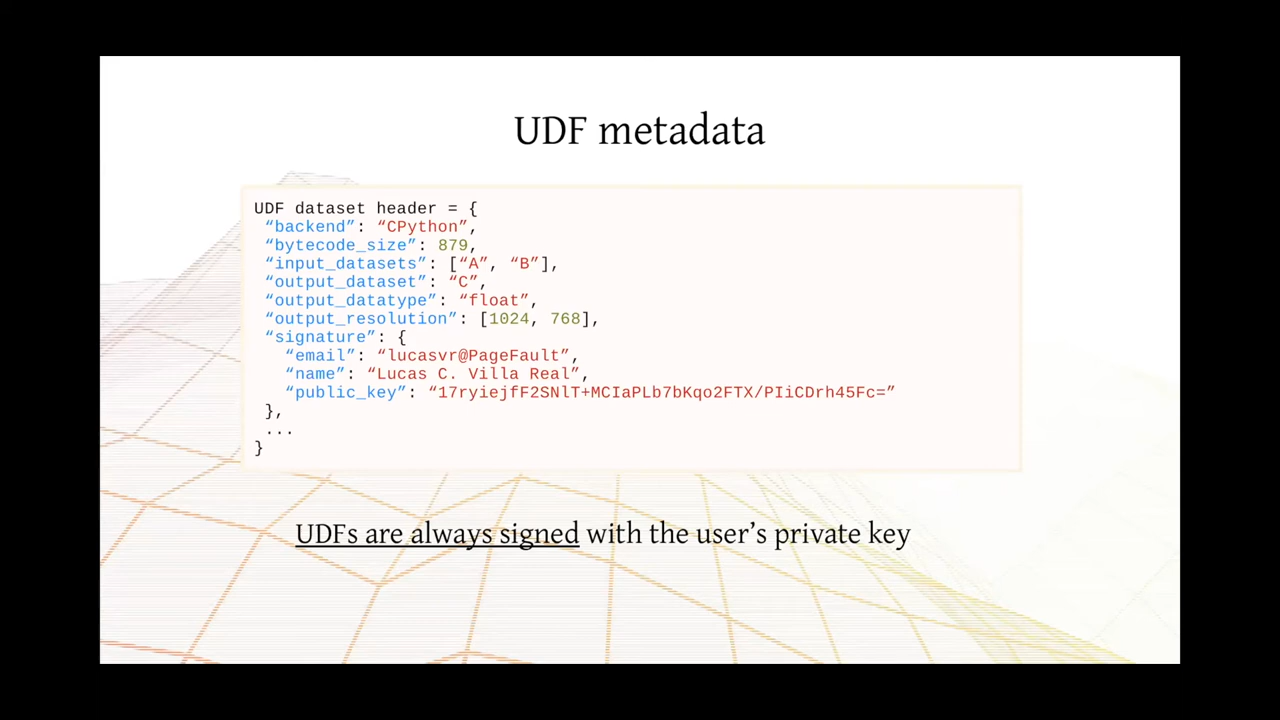 UDF metadata
UDF dataset header = {
“backend”: “CPython”,
“bytecode_size”: 879,
“input_datasets”: [“A”, “B”],
“output_dataset”: “C”,
“output_datatype”: “float”,
“output_resolution”: [1024, 768],
“signature”: {
“email”: “lucasvr@PageFault”,
“name”: “Lucas C. Villa Real”,
“public_key”: “17ryiejfF2SNlT+MCIaPLb7bKqo2FTX/PIiCDrh45Fc=”
},
...
}
UDFs are always signed with the user’s private key